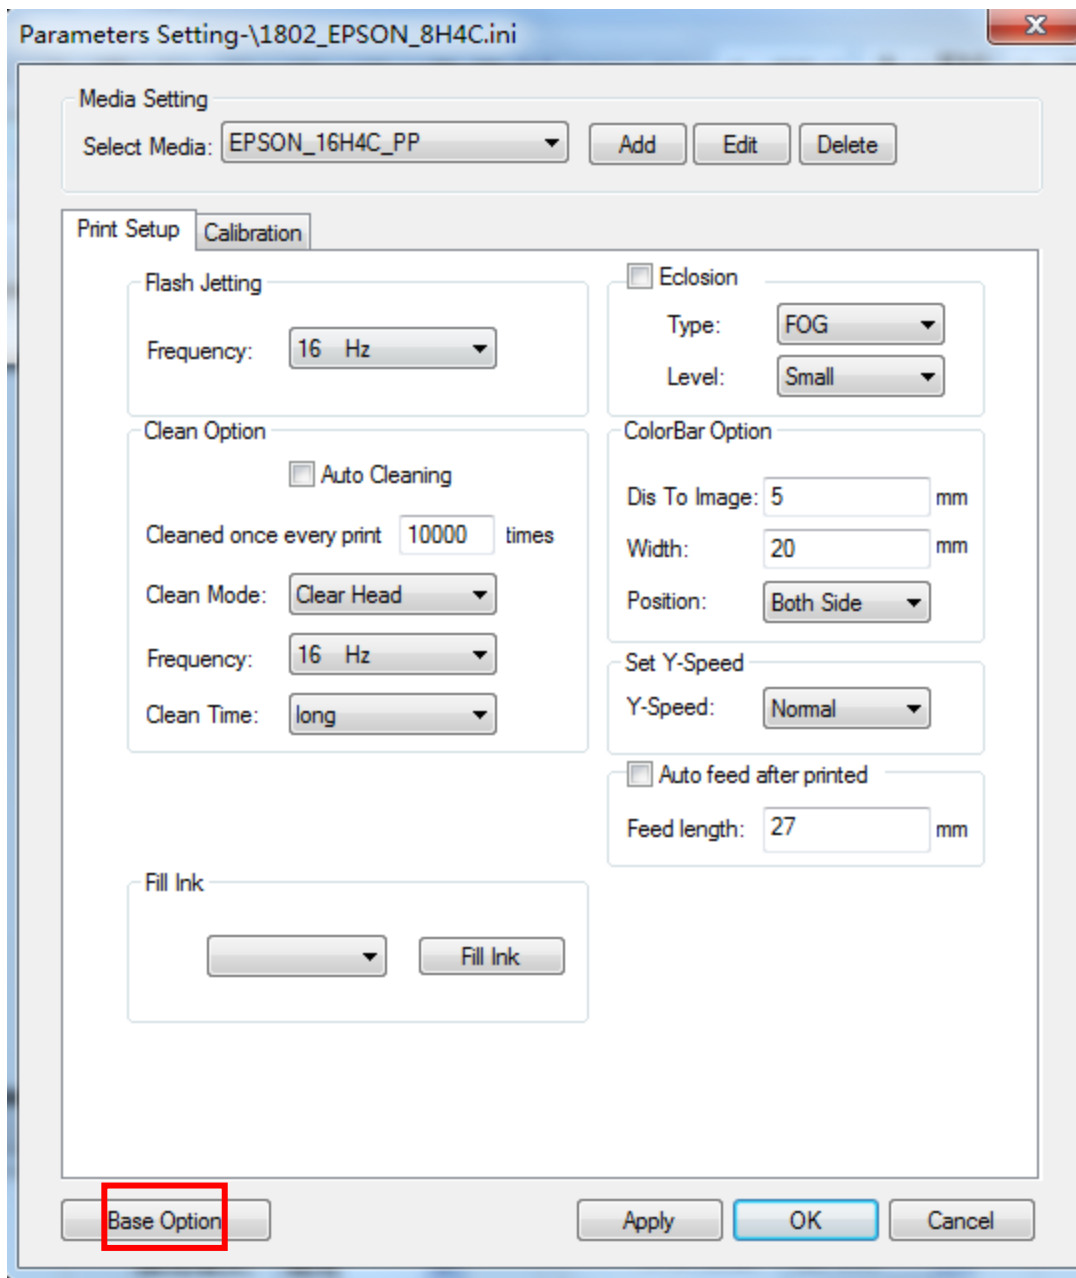 Parameters Setting-\1802_EPSON_8H4C.ini
x
Media Setting
Select Media: EPSON_16H4C_PP Add Edit Delete
Print Setup Calibration
Flash Jetting
Frequency: 16 Hz
Eclosion
Type: FOG
Level: Small
Clean Option
Auto Cleaning
Cleaned once every print 10000 times
Clean Mode: Clear Head
Frequency: 16 Hz
Clean Time: long
ColorBar Option
Dis To Image: 5 mm
Width: 20 mm
Position: Both Side
Set Y-Speed
Y-Speed: Normal
Auto feed after printed
Feed length: 27 mm
Fill Ink
Fill Ink
Base Option Apply OK Cancel